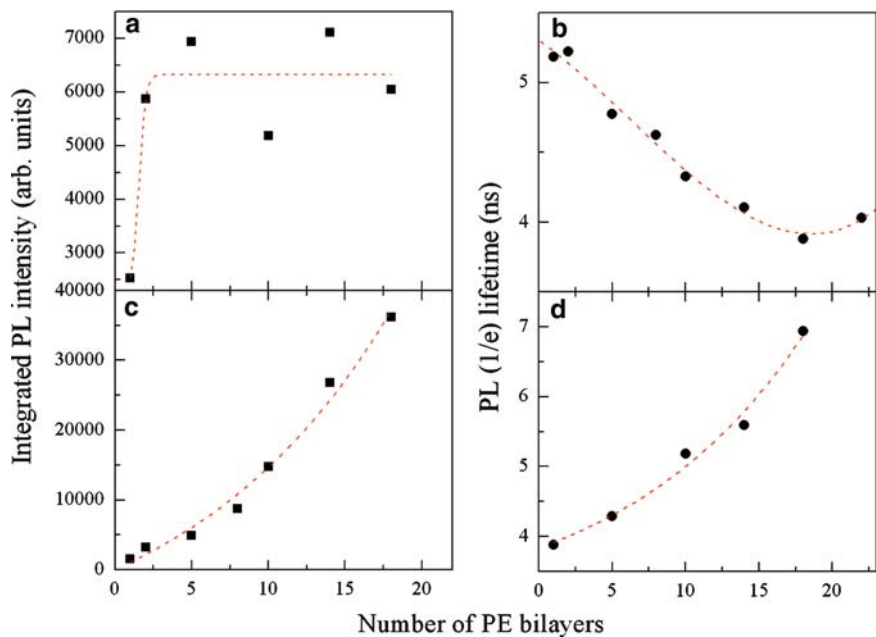 a
7000
6000
5000
4000
3000
40000
Integrated PL intensity (arb. units)
b
5
4
PL (1/e) lifetime (ns)
c
30000
20000
10000
0
0 5 10 15 20
d
7
6
5
4
0 5 10 15 20
Number of PE bilayers